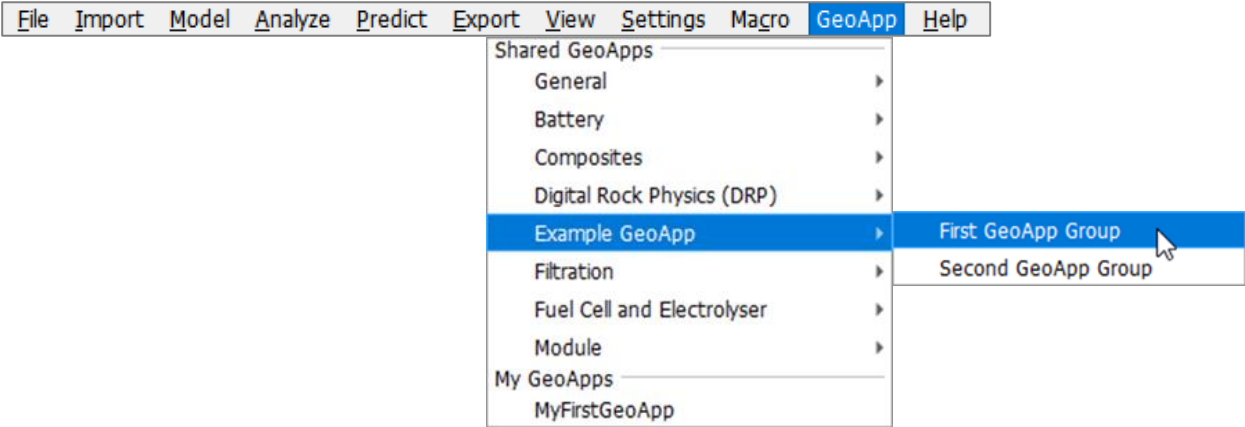 File Import Model Analyze Predict Export View Settings Macro GeoApp Help
Shared GeoApps
General
Battery
Composites
Digital Rock Physics (DRP)
Example GeoApp
First GeoApp Group
Second GeoApp Group
Filtration
Fuel Cell and Electrolyser
Module
My GeoApps
MyFirstGeoApp